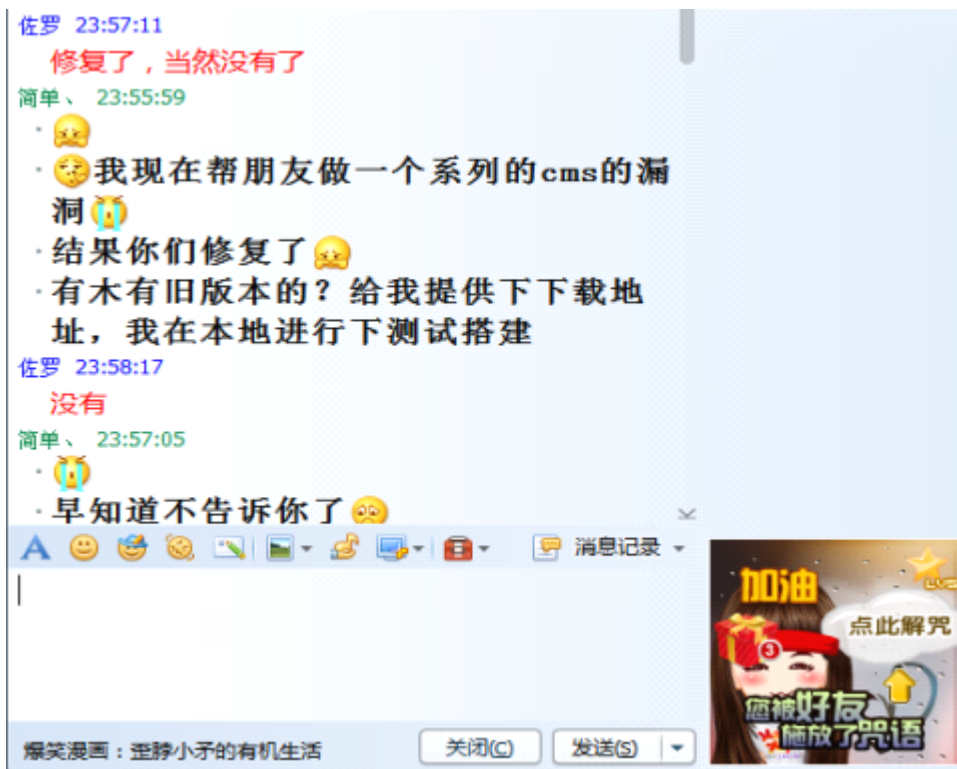 佐罗 23:57:11
修复了，当然没有了
简单、 23:55:59
我现在帮朋友做一个系列的cms的漏
洞
结果你们修复了
有木有旧版本的？给我提供下下载地
址，我在本地进行下测试搭建
佐罗 23:58:17
没有
简单、 23:57:05
早知道不告诉你了
A
消息记录
加油
LV5
点此解咒
3
您被好友
施放了咒语
爆笑漫画：歪脖小矛的有机生活
关闭(C)
发送(S)